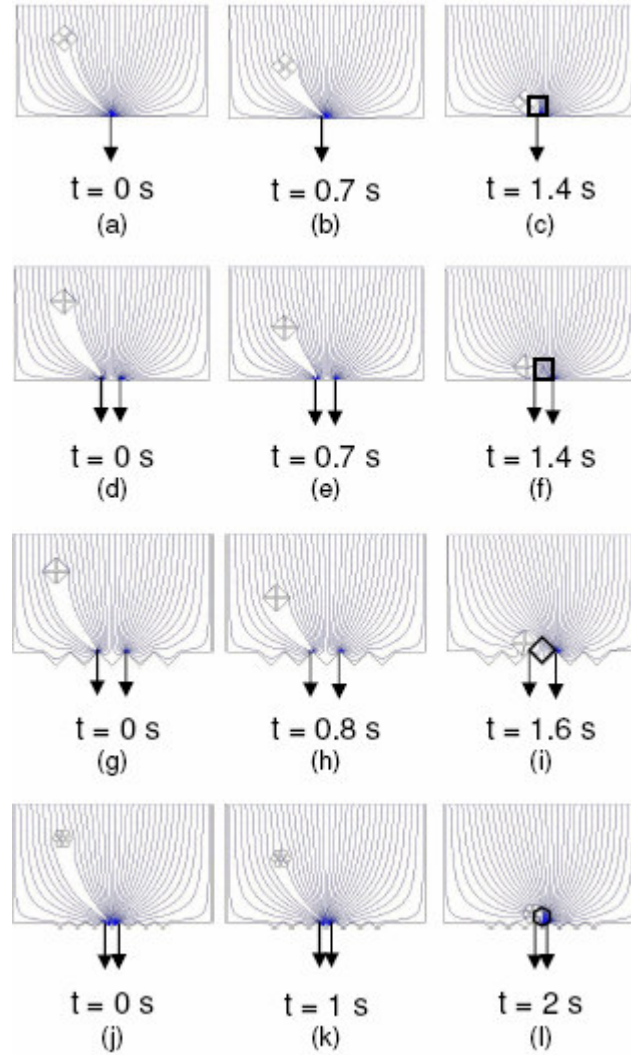 t = 0 s t = 0.7 s t = 1.4 s
(a) (b) (c)
t = 0 s t = 0.7 s t = 1.4 s
(d) (e) (f)
t = 0 s t = 0.8 s t = 1.6 s
(g) (h) (i)
t = 0 s t = 1 s t = 2 s
(j) (k) (l)